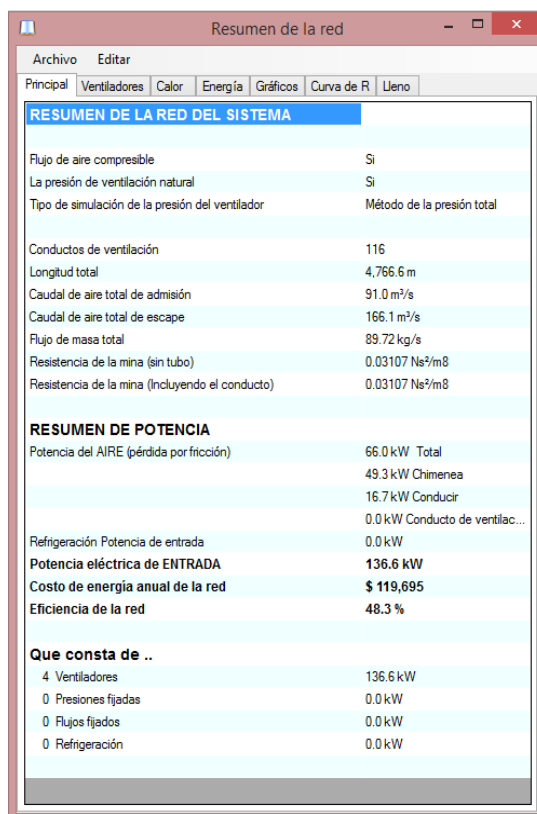 Resumen de la red
Archivo Editar
Principal Ventiladores Calor Energía Gráficos Curva de R Lleno
RESUMEN DE LA RED DEL SISTEMA
Flujo de aire compresible Si
La presión de ventilación natural Si
Tipo de simulación de la presión del ventilador Método de la presión total
Conductos de ventilación 116
Longitud total 4,766.6 m
Caudal de aire total de admisión 91.0 m³/s
Caudal de aire total de escape 166.1 m³/s
Flujo de masa total 89.72 kg/s
Resistencia de la mina (sin tubo) 0.03107 Ns²/m8
Resistencia de la mina (Incluyendo el conducto) 0.03107 Ns²/m8
RESUMEN DE POTENCIA
Potencia del AIRE (pérdida por fricción) 66.0 kW Total
49.3 kW Chimenea
16.7 kW Conducir
0.0 kW Conducto de ventilac...
Refrigeración Potencia de entrada 0.0 kW
Potencia eléctrica de ENTRADA 136.6 kW
Costo de energía anual de la red $ 119,695
Eficiencia de la red 48.3 %
Que consta de ..
4 Ventiladores 136.6 kW
0 Presiones fijadas 0.0 kW
0 Flujos fijados 0.0 kW
0 Refrigeración 0.0 kW